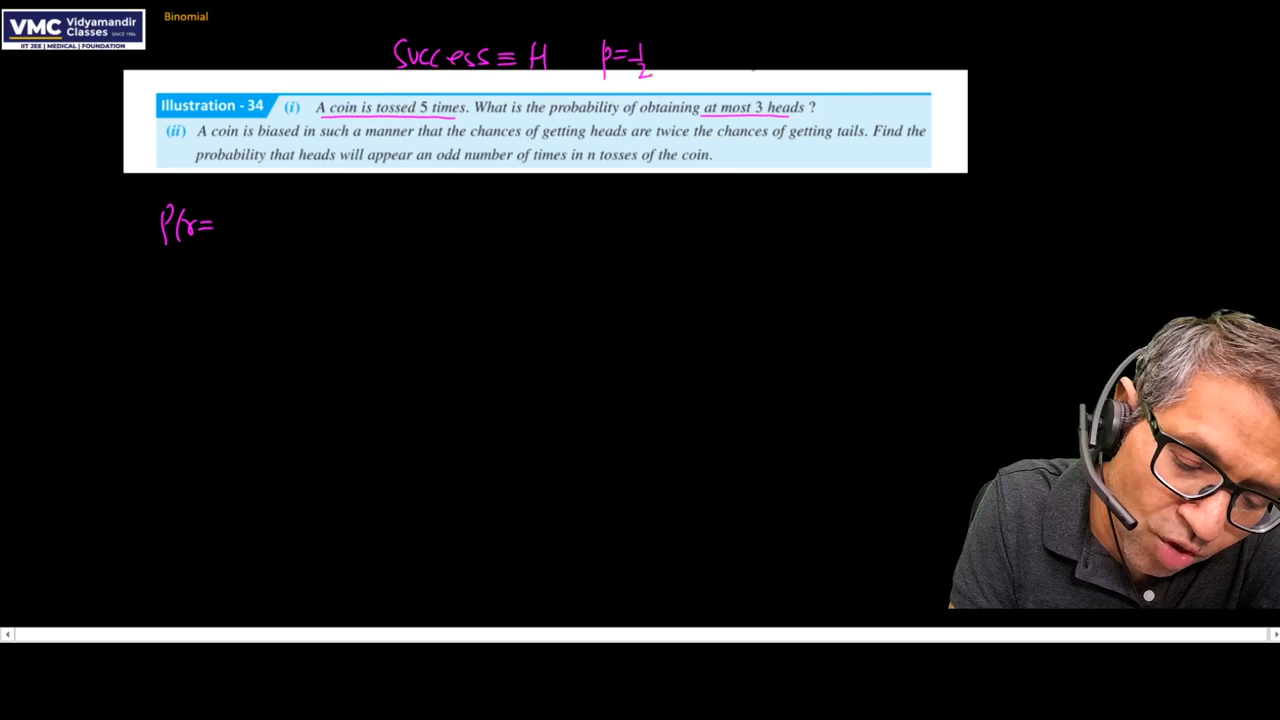 VMC Vidyamandir Classes SINCE 1986
IIT JEE | MEDICAL | FOUNDATION
Binomial
Success ≡ H p=1/2
Illustration - 34 (i) A coin is tossed 5 times. What is the probability of obtaining at most 3 heads ?
(ii) A coin is biased in such a manner that the chances of getting heads are twice the chances of getting tails. Find the
probability that heads will appear an odd number of times in n tosses of the coin.
P(r=